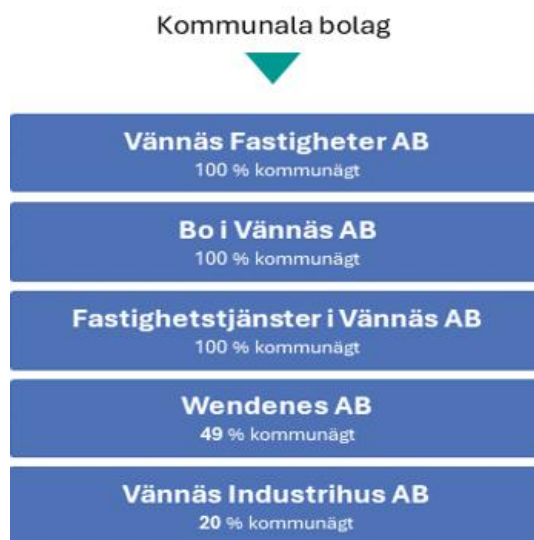 Kommunala bolag
Vännäs Fastigheter AB
100 % kommunägt
Bo i Vännäs AB
100 % kommunägt
Fastighetstjänster i Vännäs AB
100 % kommunägt
Wendenes AB
49 % kommunägt
Vännäs Industrihus AB
20 % kommunägt